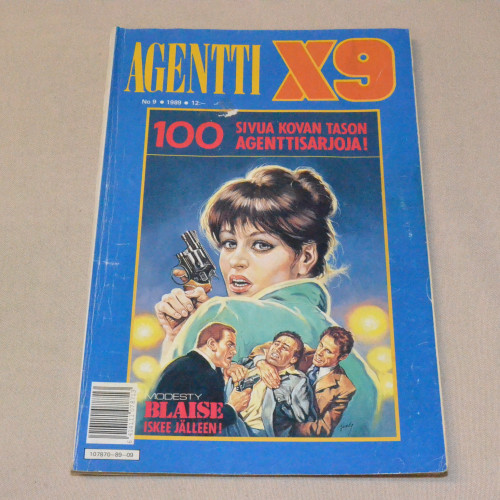 AGENTTI X9
No 9 • 1989 • 12:–
100 SIVUA KOVAN TASON
AGENTTISARJOJA!
MODESTY
BLAISE
ISKEE JÄLLEEN!
107870-89-09